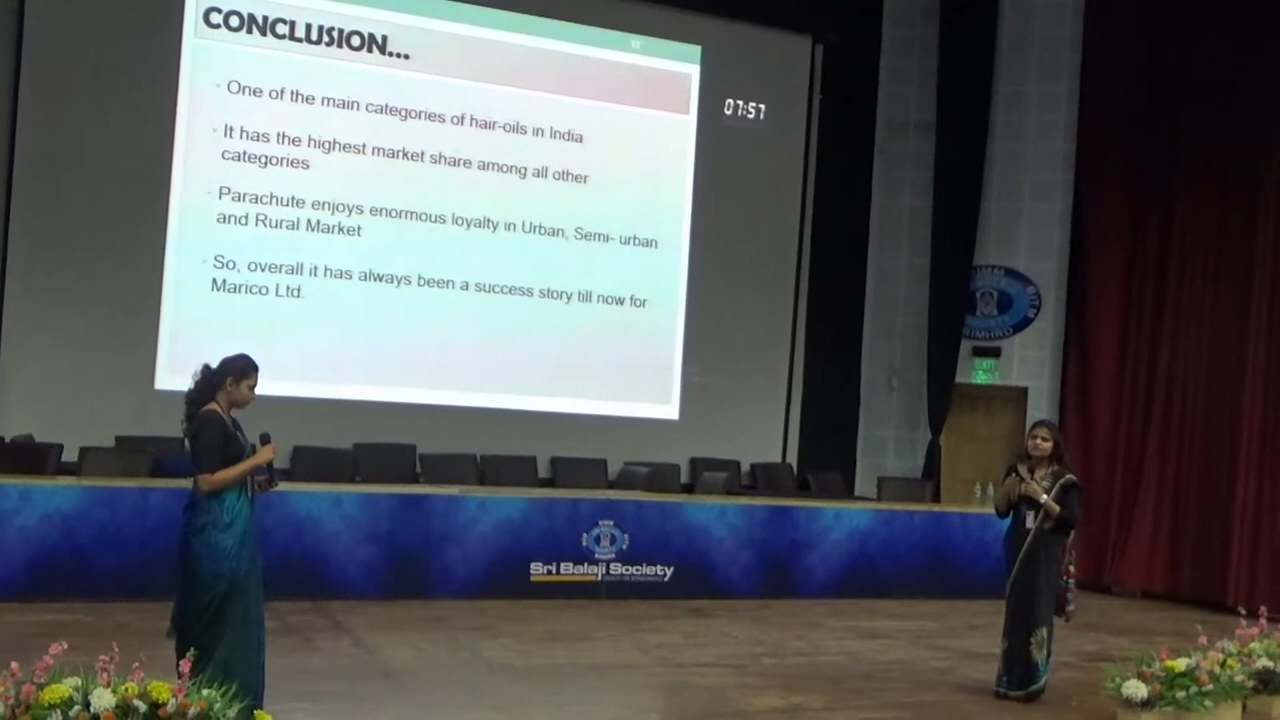 CONCLUSION...
One of the main categories of hair-oils in India
It has the highest market share among all other
categories
Parachute enjoys enormous loyalty in Urban, Semi- urban
and Rural Market
So, overall it has always been a success story till now for
Marico Ltd.
07:57
EXIT
Sri Balaji Society